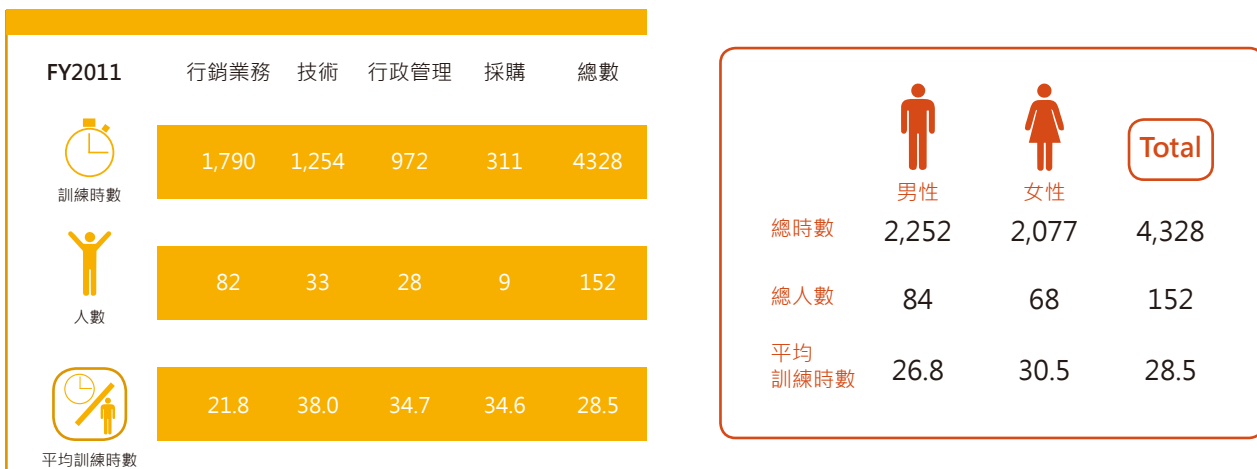 FY2011 行銷業務 技術 行政管理 採購 總數
訓練時數 1,790 1,254 972 311 4328
人數 82 33 28 9 152
平均訓練時數 21.8 38.0 34.7 34.6 28.5
男性 女性 Total
總時數 2,252 2,077 4,328
總人數 84 68 152
平均
訓練時數 26.8 30.5 28.5